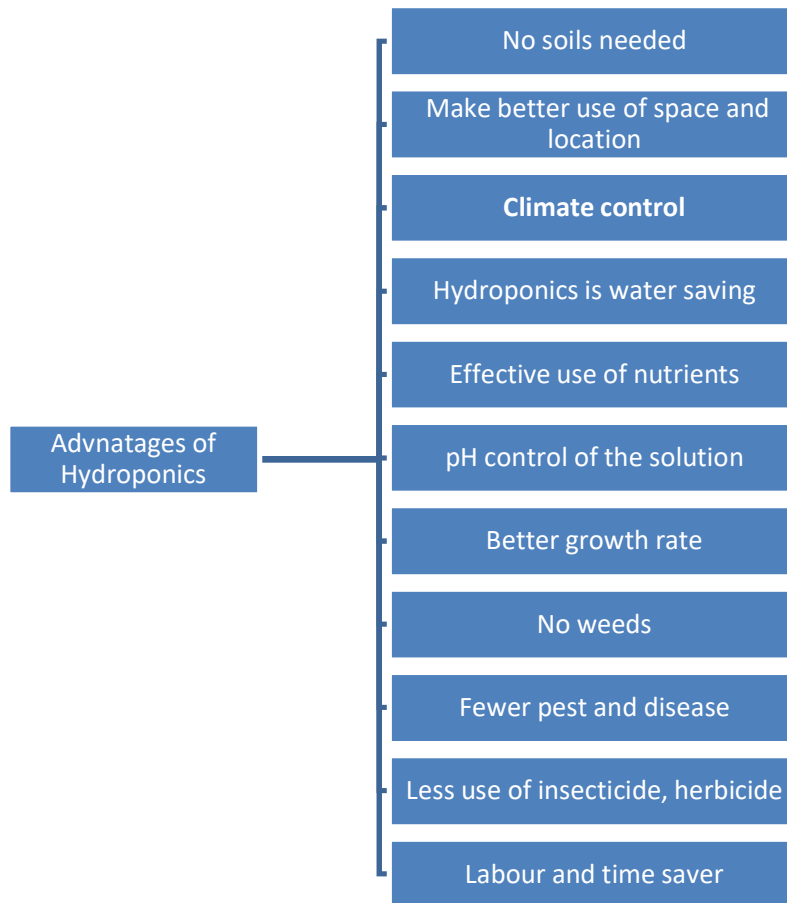 No soils needed
Make better use of space and
location
Climate control
Hydroponics is water saving
Effective use of nutrients
Advnatages of
Hydroponics
pH control of the solution
Better growth rate
No weeds
Fewer pest and disease
Less use of insecticide, herbicide
Labour and time saver